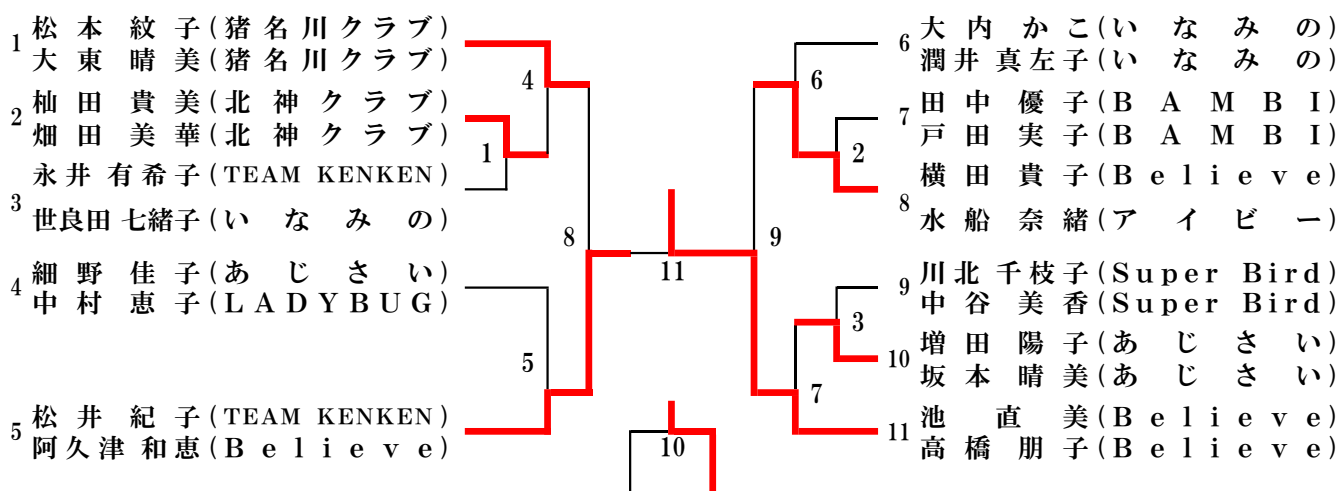 1
松本 紋子(猪名川クラブ)
大東 晴美(猪名川クラブ)
2
杣田 貴美(北神クラブ)
畑田 美華(北神クラブ)
3
永井 有希子(TEAM KENKEN)
世良田 七緒子(いなみの)
4
細野 佳子(あじさい)
中村 恵子(LADYBUG)
5
松井 紀子(TEAM KENKEN)
阿久津 和恵(Believe)
4
1
8
5
11
10
6
9
2
3
7
6
大内 かこ(いなみの)
潤井 真左子(いなみの)
7
田中 優子(BAMBI)
戸田 実子(BAMBI)
8
横田 貴子(Believe)
水船 奈緒(アイビー)
9
川北 千枝子(Super Bird)
中谷 美香(Super Bird)
10
増田 陽子(あじさい)
坂本 晴美(あじさい)
11
池 直美(Believe)
高橋 朋子(Believe)